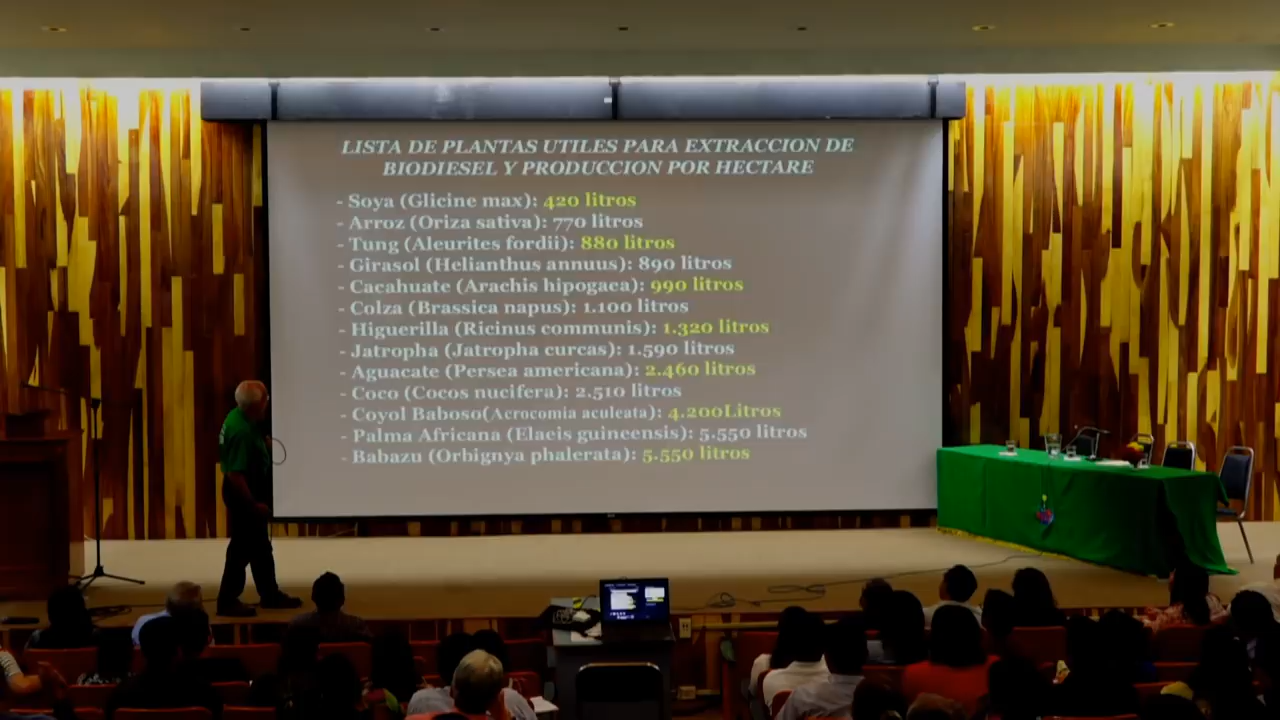 LISTA DE PLANTAS UTILES PARA EXTRACCION DE
BIODIESEL Y PRODUCCION POR HECTARE
- Soya (Glicine max): 420 litros
- Arroz (Oriza sativa): 770 litros
- Tung (Aleurites fordii): 880 litros
- Girasol (Helianthus annuus): 890 litros
- Cacahuate (Arachis hipogaea): 990 litros
- Colza (Brassica napus): 1.100 litros
- Higuerilla (Ricinus communis): 1.320 litros
- Jatropha (Jatropha curcas): 1.590 litros
- Aguacate (Persea americana): 2.460 litros
- Coco (Cocos nucifera): 2.510 litros
- Coyol Baboso(Acrocomia aculeata): 4.200Litros
- Palma Africana (Elaeis guineensis): 5.550 litros
- Babazu (Orbignya phalerata): 5.550 litros